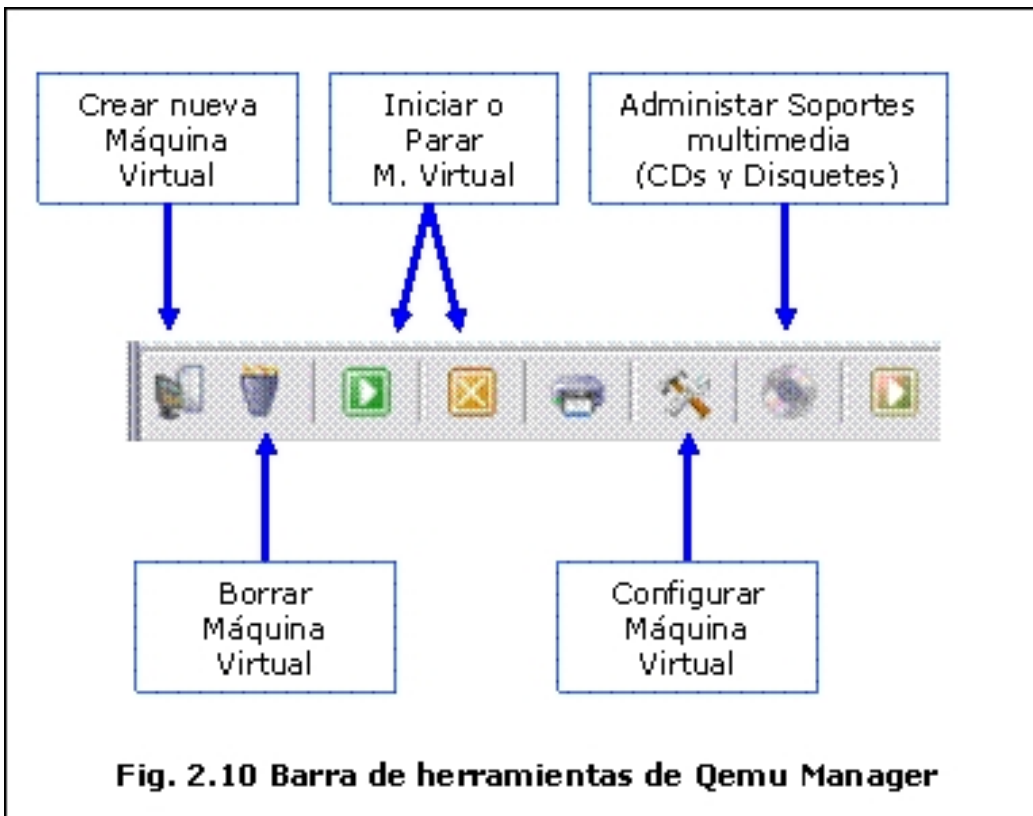 Crear nueva
Máquina
Virtual
Iniciar o
Parar
M. Virtual
Administar Soportes
multimedia
(CDs y Disquetes)
Borrar
Máquina
Virtual
Configurar
Máquina
Virtual
Fig. 2.10 Barra de herramientas de Qemu Manager